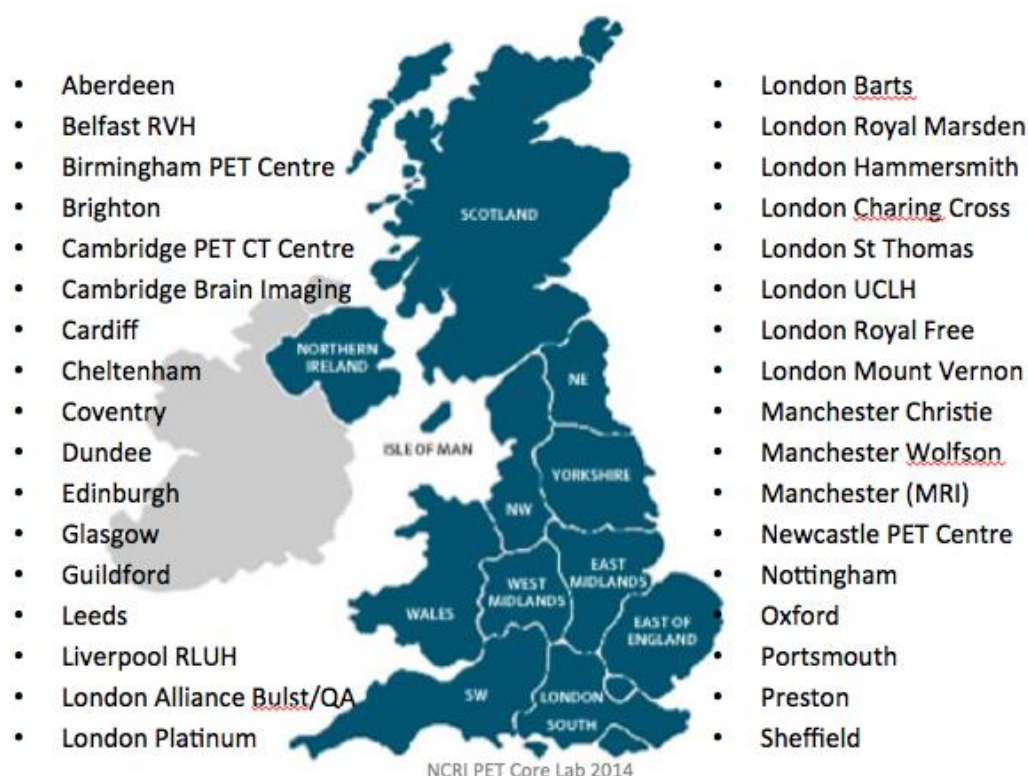 • Aberdeen
• Belfast RVH
• Birmingham PET Centre
• Brighton
• Cambridge PET CT Centre
• Cambridge Brain Imaging
• Cardiff
• Cheltenham
• Coventry
• Dundee
• Edinburgh
• Glasgow
• Guildford
• Leeds
• Liverpool RLUH
• London Alliance Bulst/QA
• London Platinum
SCOTLAND
NORTHERN
IRELAND
NE
ISLE OF MAN
YORKSHIRE
NW
EAST
MIDLANDS
WEST
MIDLANDS
WALES
EAST OF
ENGLAND
SW
LONDON
SOUTH
NCRI PET Core Lab 2014
• London Barts
• London Royal Marsden
• London Hammersmith
• London Charing Cross
• London St Thomas
• London UCLH
• London Royal Free
• London Mount Vernon
• Manchester Christie
• Manchester Wolfson
• Manchester (MRI)
• Newcastle PET Centre
• Nottingham
• Oxford
• Portsmouth
• Preston
• Sheffield